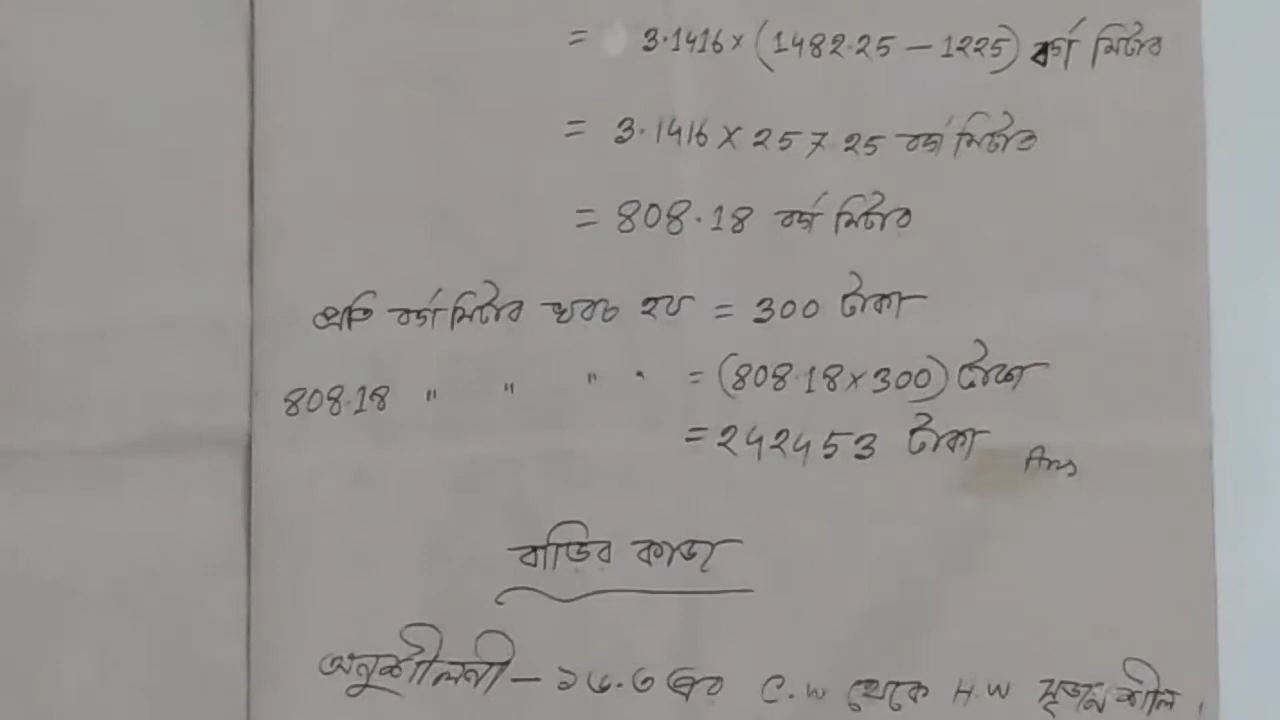 = 3.1416 × (1482.25 – 1225) বর্গ মিটার
= 3.1416 × 257.25 বর্গ মিটার
= 808.18 বর্গ মিটার
প্রতি বর্গ মিটার খরচ হয় = 300 টাকা
808.18 " " " " = (808.18×300) টাকা
= 242453 টাকা Ans
বাড়ির কাজ
অনুশীলনী – ১৬.৩ এর C.W থেকে H.W সৃজনশীল ।